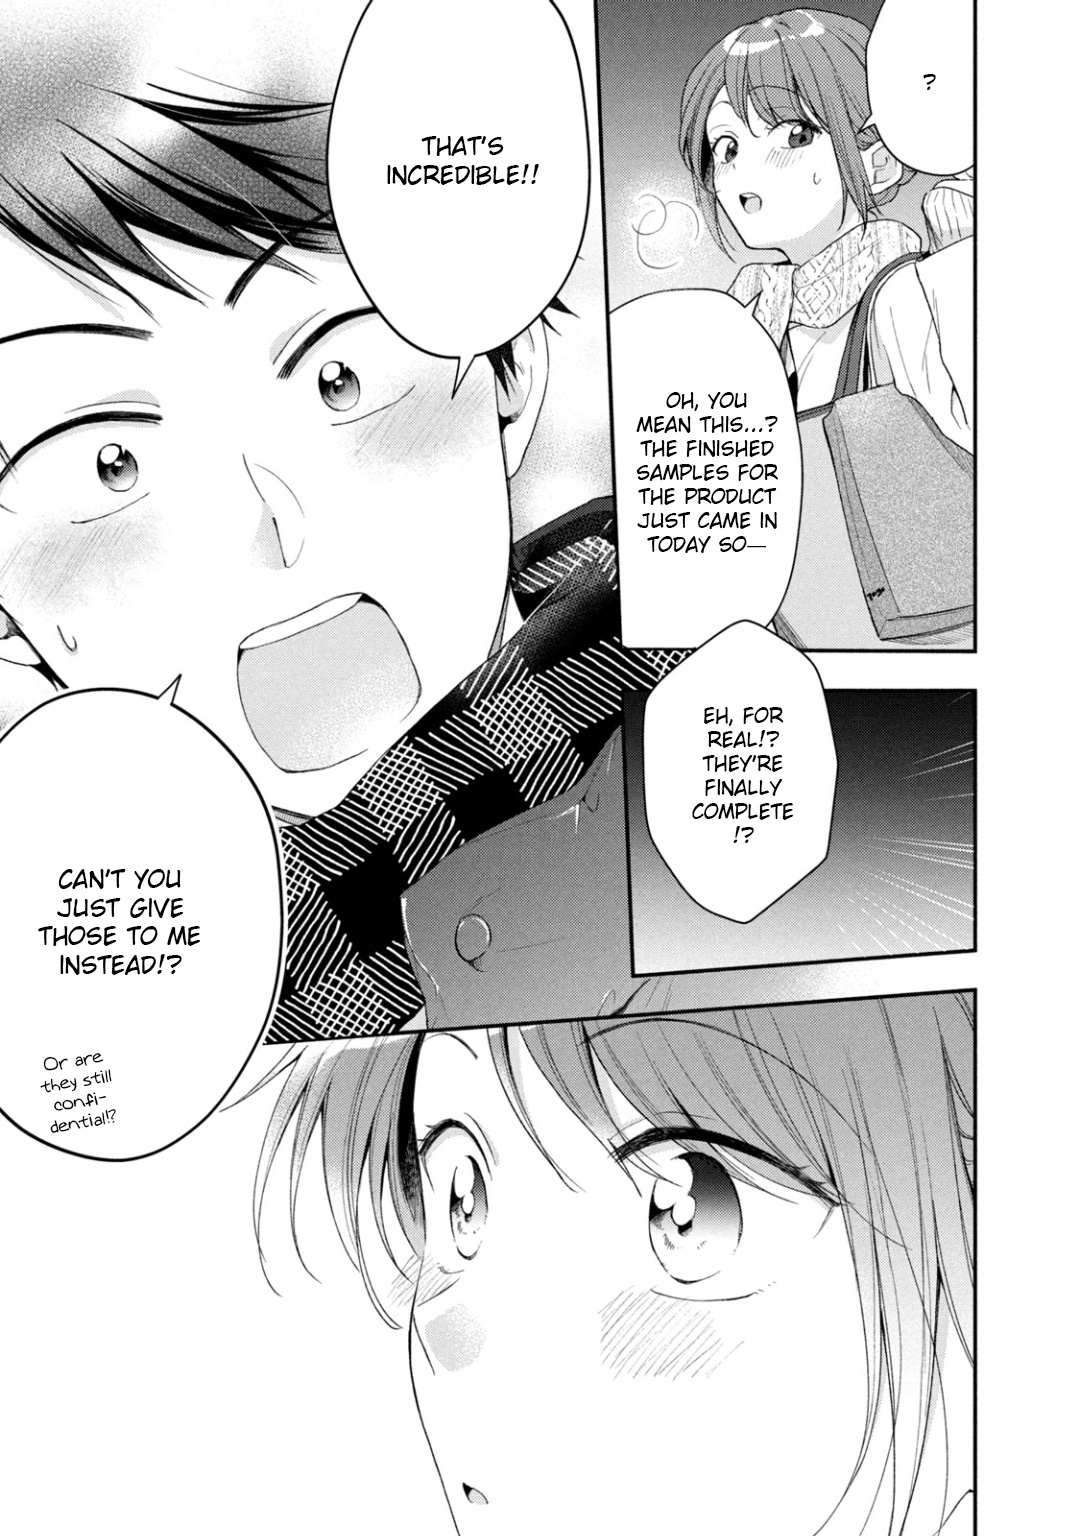 ?
OH, YOU
MEAN THIS...?
THE FINISHED
SAMPLES FOR
THE PRODUCT
JUST CAME IN
TODAY SO—
EH, FOR
REAL!?
THEY'RE
FINALLY
COMPLETE
!?
THAT'S
INCREDIBLE!!
CAN'T YOU
JUST GIVE
THOSE TO ME
INSTEAD!?
Or are
they still
confi-
dential!?